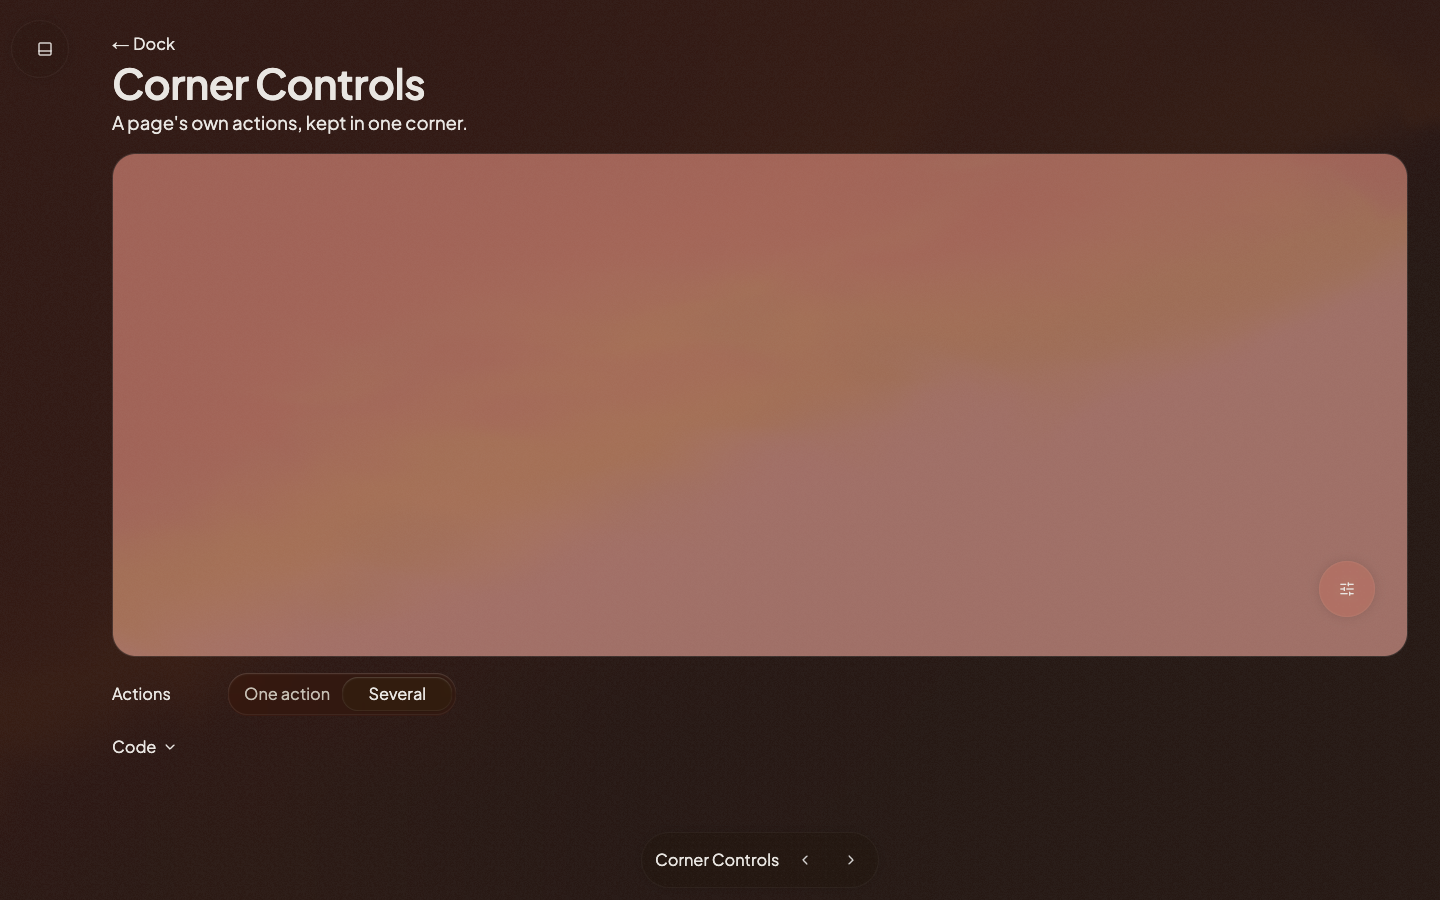 ← Dock
Corner Controls
A page's own actions, kept in one corner.
Actions
One action
Several
Code
Corner Controls